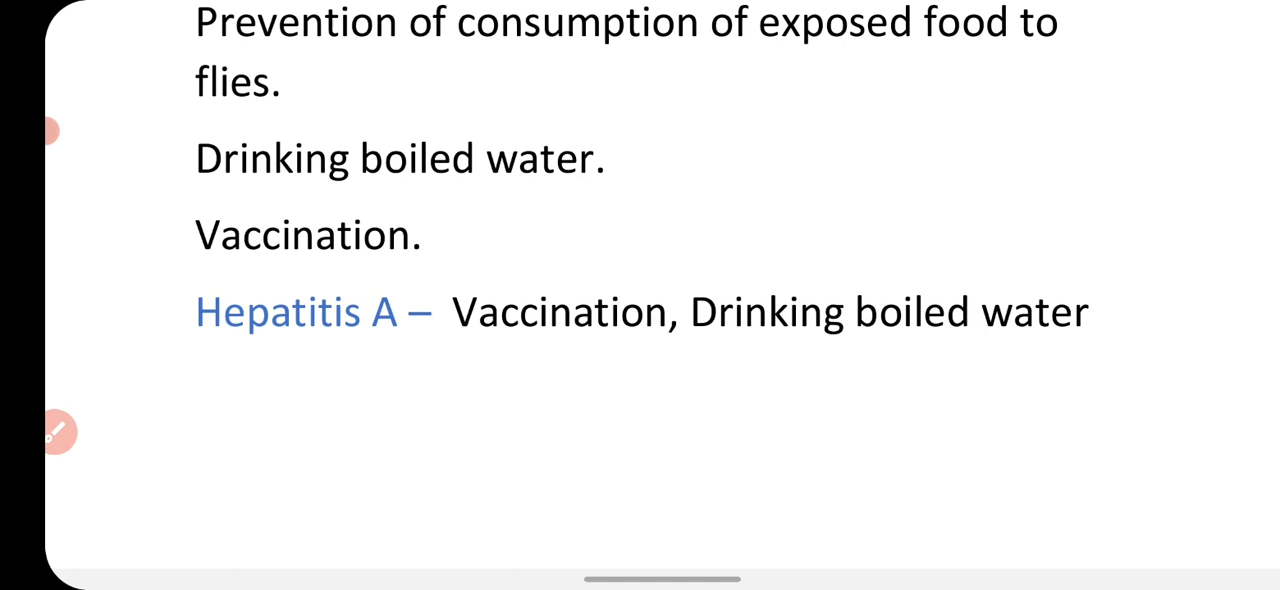 Prevention of consumption of exposed food to
flies.
Drinking boiled water.
Vaccination.
Hepatitis A – Vaccination, Drinking boiled water